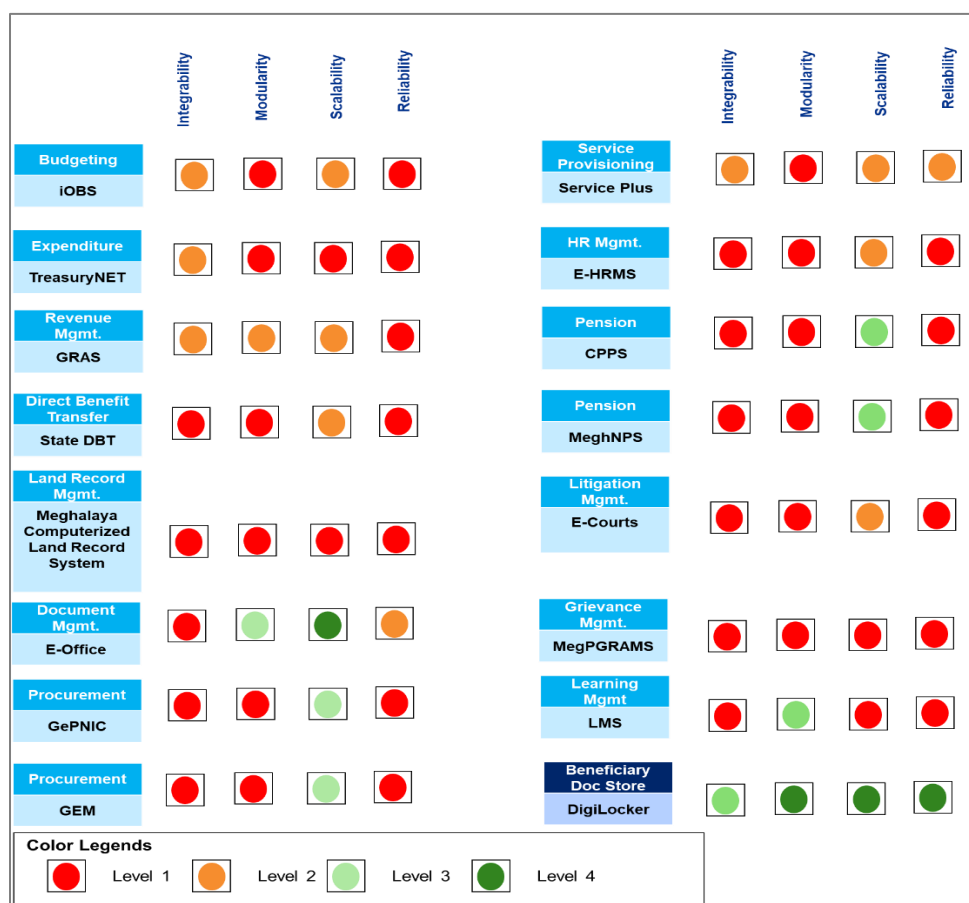 Integrability
Modularity
Scalability
Reliability
Budgeting
iOBS
Expenditure
TreasuryNET
Revenue
Mgmt.
GRAS
Direct Benefit
Transfer
State DBT
Land Record
Mgmt.
Meghalaya
Computerized
Land Record
System
Document
Mgmt.
E-Office
Procurement
GePNIC
Procurement
GEM
Integrability
Modularity
Scalability
Reliability
Service
Provisioning
Service Plus
HR Mgmt.
E-HRMS
Pension
CPPS
Pension
MeghNPS
Litigation
Mgmt.
E-Courts
Grievance
Mgmt.
MegPGRAMS
Learning
Mgmt
LMS
Beneficiary
Doc Store
DigiLocker
Color Legends
Level 1
Level 2
Level 3
Level 4